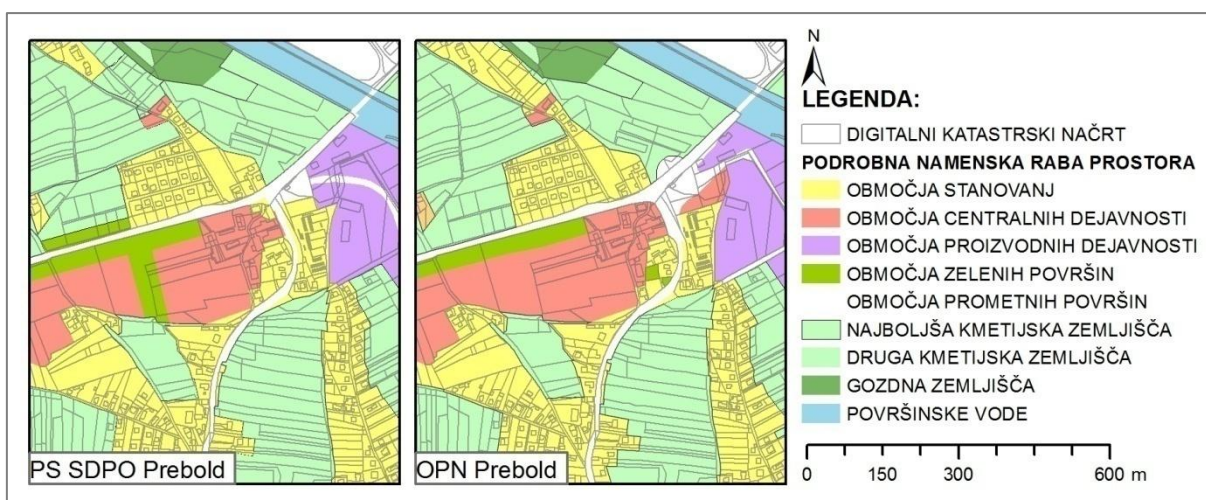 PS SDPO Prebold
OPN Prebold
N
LEGENDA:
DIGITALNI KATASTRSKI NAČRT
PODROBNA NAMENSKA RABA PROSTORA
OBMOČJA STANOVANJ
OBMOČJA CENTRALNIH DEJAVNOSTI
OBMOČJA PROIZVODNIH DEJAVNOSTI
OBMOČJA ZELENIH POVRŠIN
OBMOČJA PROMETNIH POVRŠIN
NAJBOLJŠA KMETIJSKA ZEMLJIŠČA
DRUGA KMETIJSKA ZEMLJIŠČA
GOZDNA ZEMLJIŠČA
POVRŠINSKE VODE
0 150 300 600 m